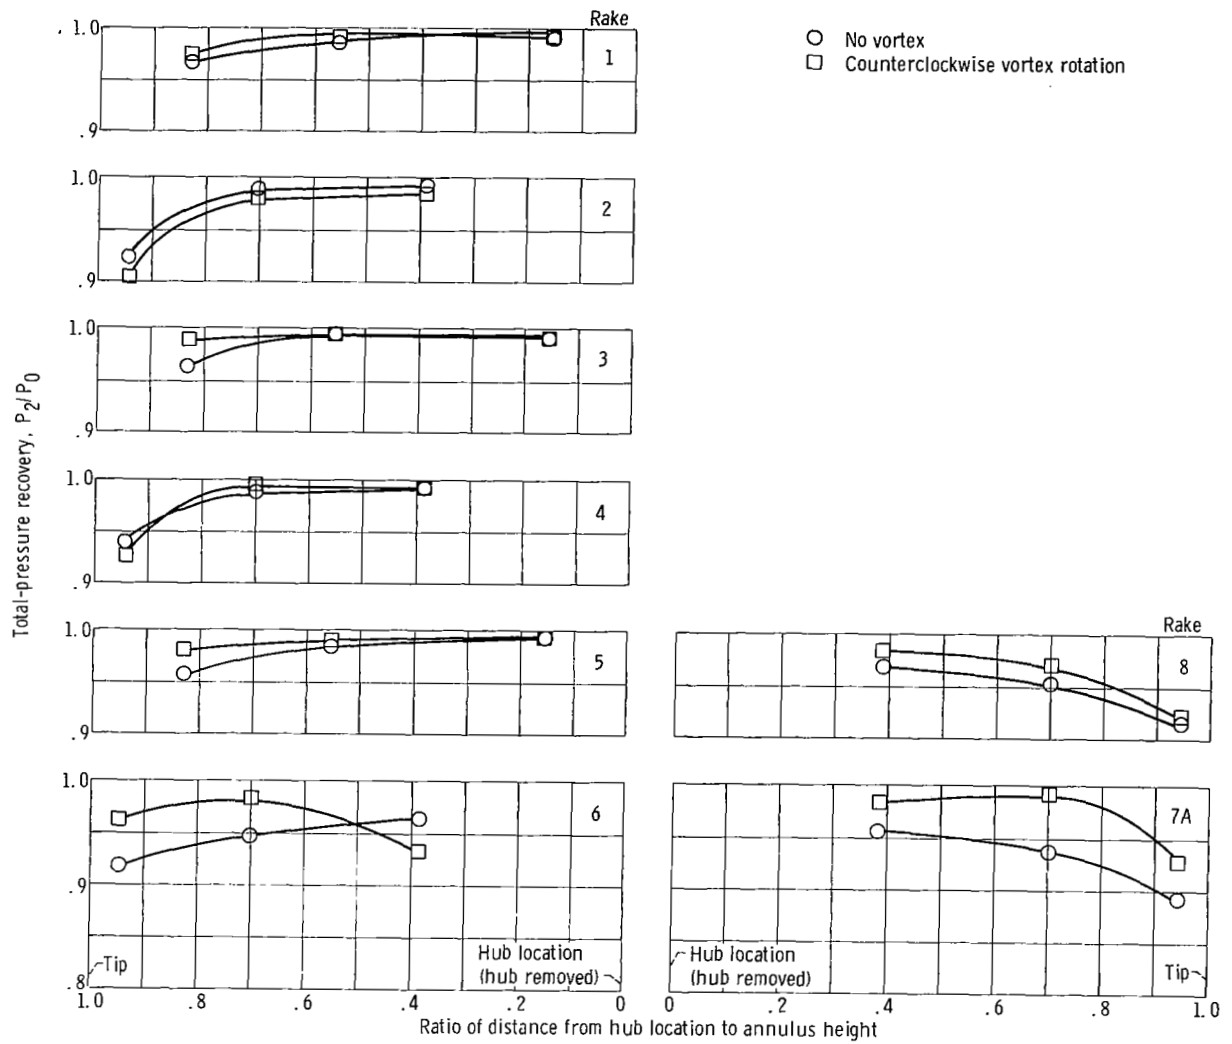 Rake
No vortex
Counterclockwise vortex rotation
1.0
1
.9
1.0
2
.9
1.0
3
.9
1.0
4
.9
1.0
5
.9
Rake
8
1.0
6
.9
7A
Tip
Hub location
(hub removed)
Hub location
(hub removed)
Tip
.8
1.0 .8 .6 .4 .2 0
0 .2 .4 .6 .8 1.0
Ratio of distance from hub location to annulus height
Total-pressure recovery, P2/P0